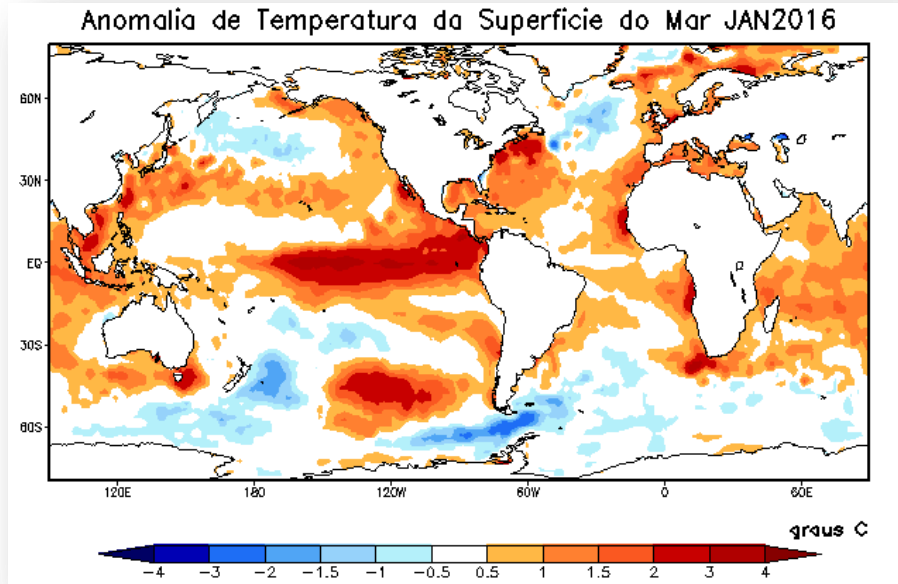 Anomalia de Temperatura da Superficie do Mar JAN2016
60N
30N
EQ
30S
60S
120E 180 120W 60W 0 60E
graus C
−4 −3 −2 −1.5 −1 −0.5 0.5 1 1.5 2 3 4